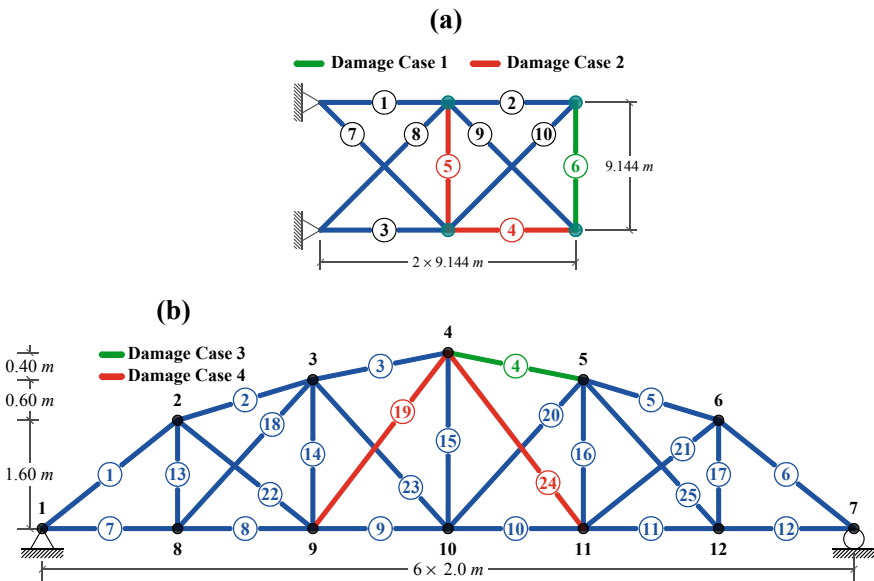 (a)
Damage Case 1 Damage Case 2
1 2
7 8 9 10
5 6
9.144 m
3 4
2 × 9.144 m
(b)
4
Damage Case 3
Damage Case 4
0.40 m
0.60 m
1.60 m
3 3 4 5
2 2 5 6
18 19 20
1 13 14 15 16 21 17 6
22 23 24 25
1 7
7 8 9 10 11 12
8 9 10 11 12
6 × 2.0 m